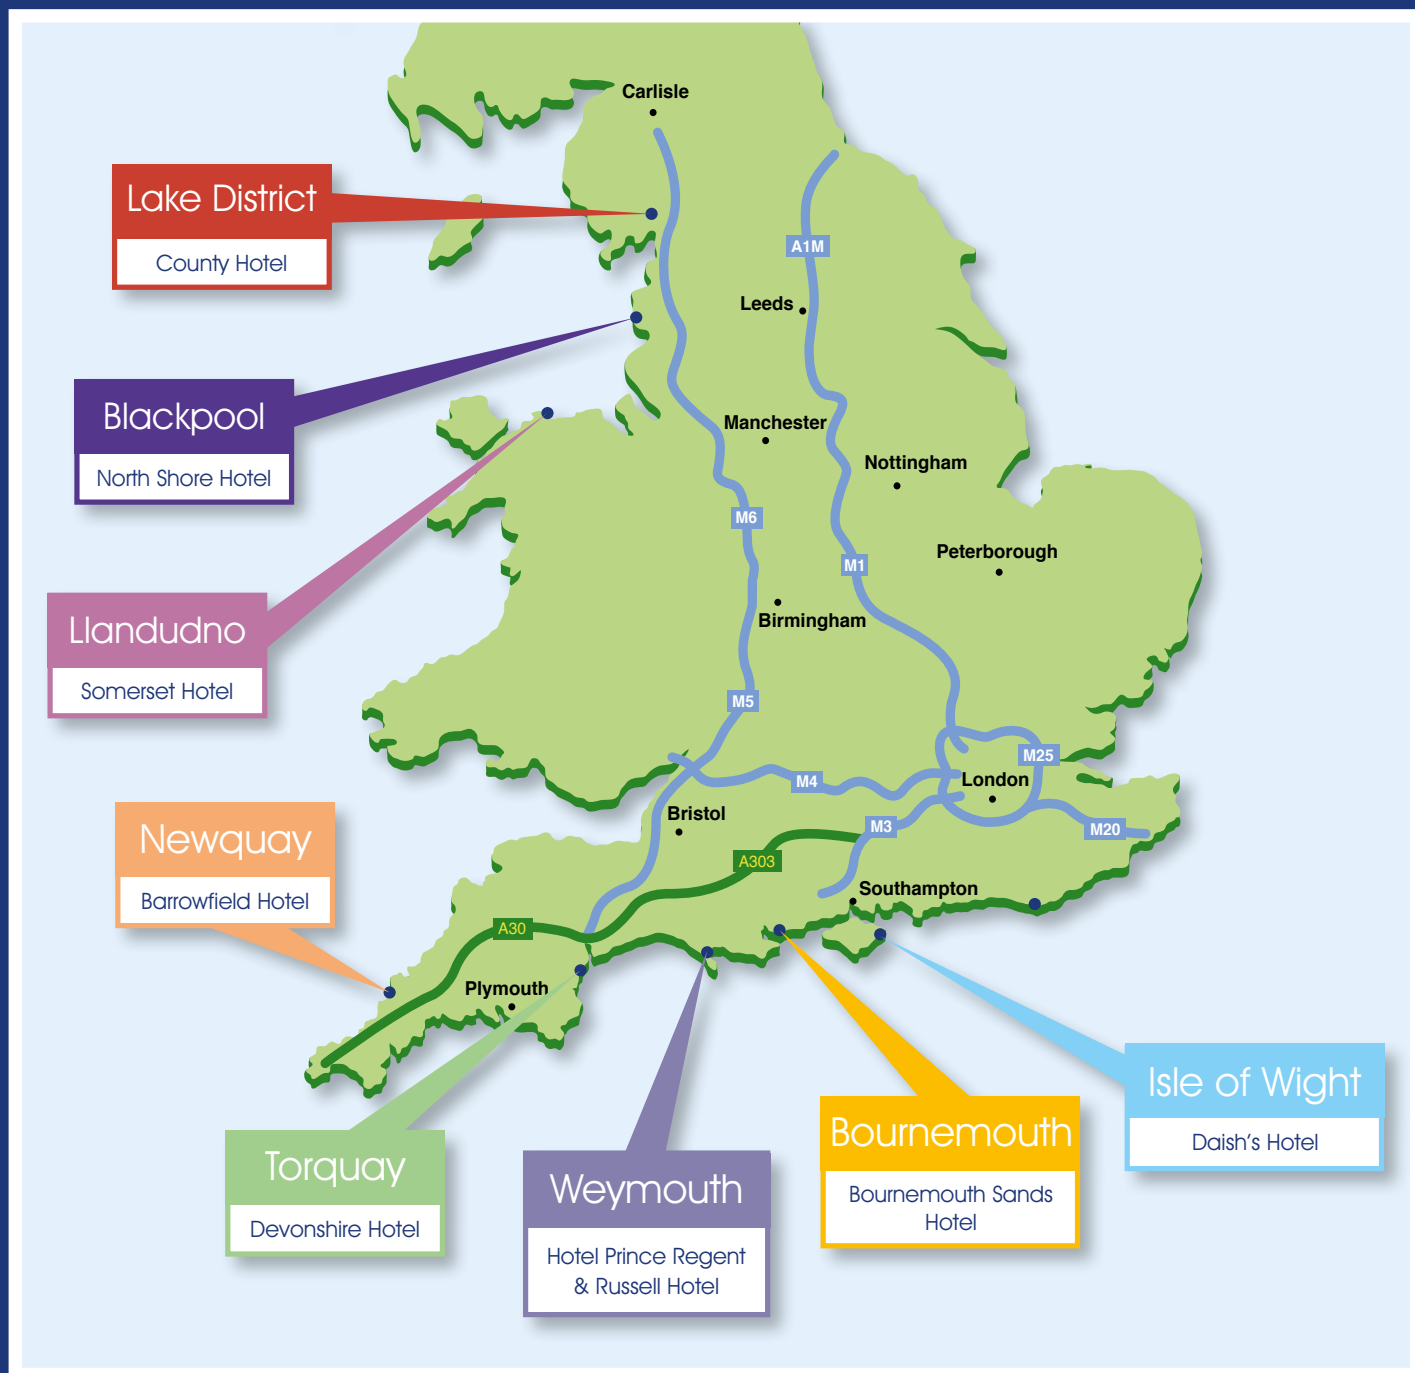 Carlisle
Lake District
County Hotel
A1M
Leeds
Blackpool
North Shore Hotel
Manchester
Nottingham
M6
Peterborough
M1
Llandudno
Somerset Hotel
Birmingham
M5
M25
M4
London
Bristol
M3
M20
Newquay
Barrowfield Hotel
A303
Southampton
A30
Plymouth
Isle of Wight
Daish's Hotel
Bournemouth
Bournemouth Sands
Hotel
Torquay
Devonshire Hotel
Weymouth
Hotel Prince Regent
& Russell Hotel